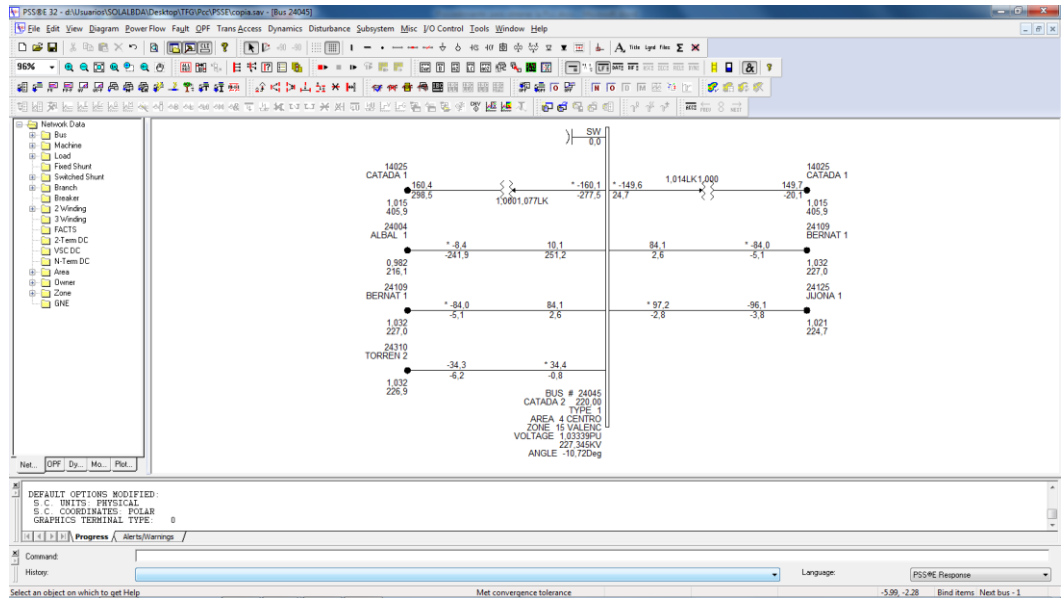 PSS®E 32 - d:\Usuarios\SOLALBDA\Desktop\TFG\Pcc\PSSE\copia.sav - [Bus 24045]
File Edit View Diagram Power Flow Fault OPF Trans Access Dynamics Disturbance Subsystem Misc I/O Control Tools Window Help
96%
Network Data
Bus
Machine
Load
Fixed Shunt
Switched Shunt
Branch
Breaker
2 Winding
3 Winding
FACTS
2-Term DC
VSC DC
N-Term DC
Area
Owner
Zone
GNE
Net... OPF Dy... Mo... Plot...
SW
0,0
14025
CATADA 1
160,4
298,5
1,0001,077LK
* -160,1
-277,5
1,015
405,9
* -149,6
24,7
1,014LK1,000
149,7
-20,1
14025
CATADA 1
1,015
405,9
24004
ALBAL 1
* -8,4
-241,9
10,1
251,2
0,982
216,1
84,1
2,6
* -84,0
-5,1
24109
BERNAT 1
1,032
227,0
24109
BERNAT 1
* -84,0
-5,1
84,1
2,6
1,032
227,0
* 97,2
-2,8
-96,1
-3,8
24125
JIJONA 1
1,021
224,7
24310
TORREN 2
-34,3
-6,2
* 34,4
-0,8
1,032
226,9
BUS # 24045
CATADA 2 220,00
TYPE 1
AREA 4 CENTRO
ZONE 15 VALENC
VOLTAGE 1,03339PU
227,345KV
ANGLE -10,72Deg
DEFAULT OPTIONS MODIFIED:
S.C. UNITS: PHYSICAL
S.C. COORDINATES: POLAR
GRAPHICS TERMINAL TYPE: 0
Progress Alerts/Warnings
Command:
History:
Language:
PSS®E Response
Select an object on which to get Help
Met convergence tolerance
-5.99, -2.28
Bind items Next bus - 1